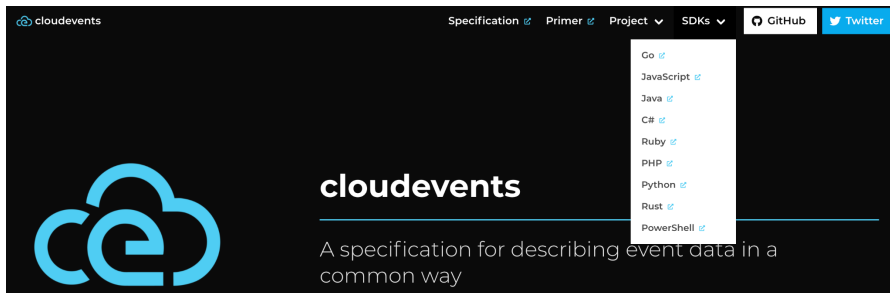 cloudevents Specification Primer Project SDKs GitHub Twitter
Go
JavaScript
Java
C#
Ruby
PHP
Python
Rust
PowerShell
cloudevents
A specification for describing event data in a
common way